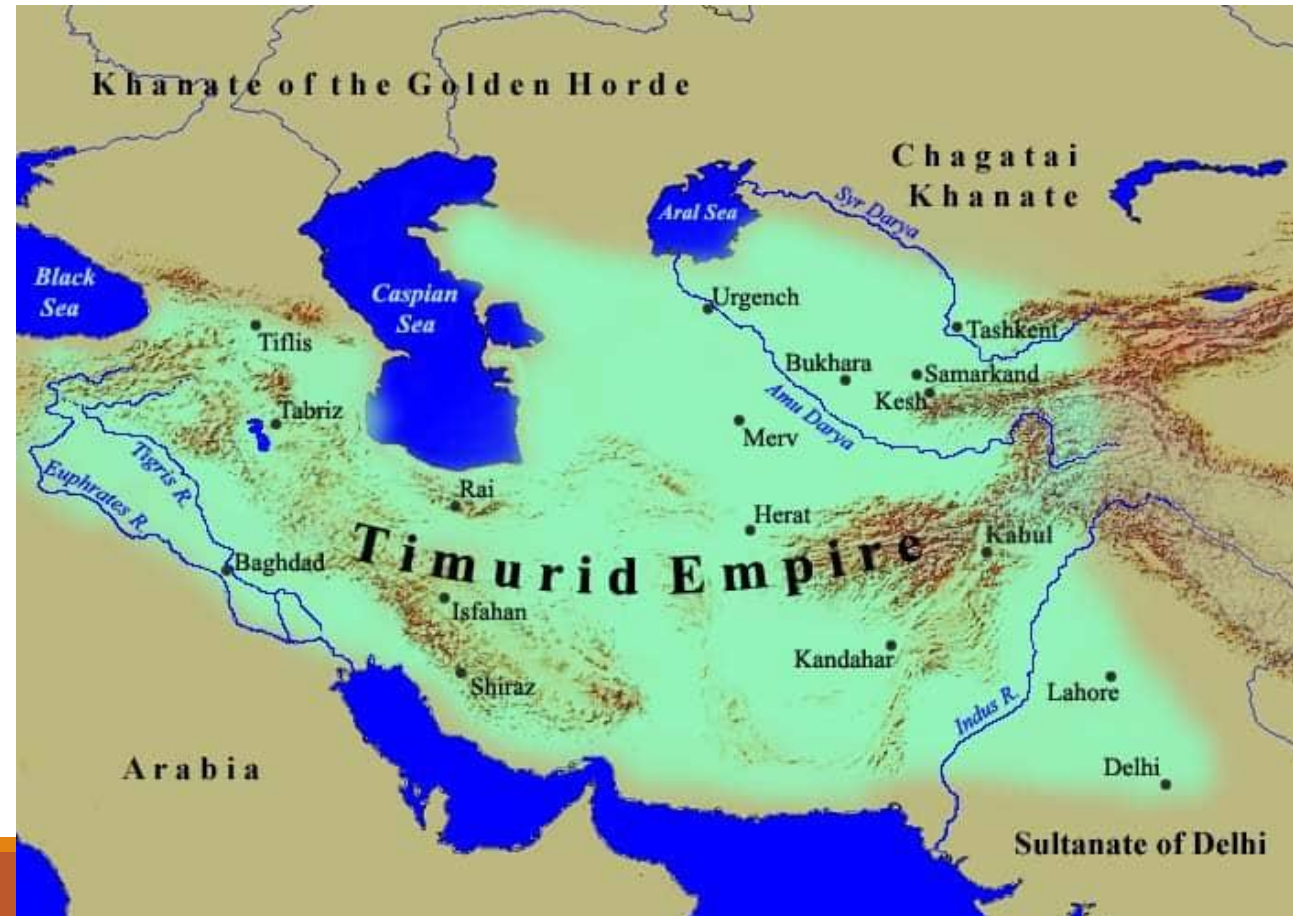 Khanate of the Golden Horde
Chagatai
Khanate
Syr Darya
Aral Sea
Black
Sea
Caspian
Sea
Urgench
Tashkent
Tiflis
Bukhara
Samarkand
Kesh
Tabriz
Merv
Amu Darya
Tigris R.
Euphrates R.
Rai
Herat
Timurid Empire
Kabul
Baghdad
Isfahan
Kandahar
Shiraz
Lahore
Indus R.
Arabia
Delhi
Sultanate of Delhi